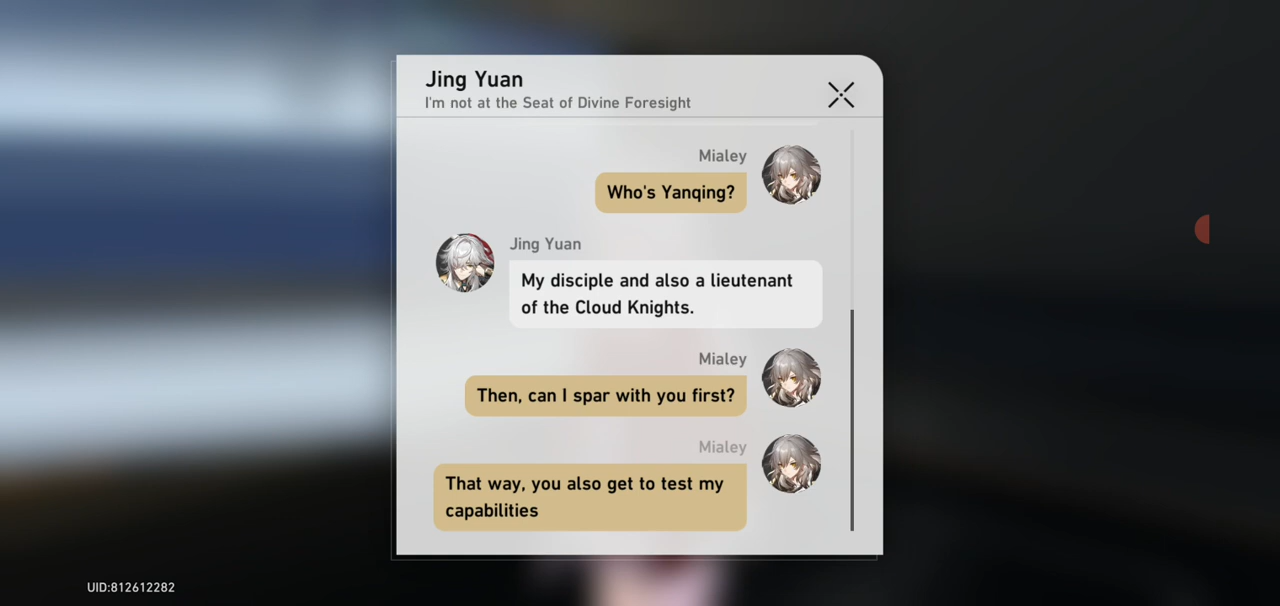 Jing Yuan
I'm not at the Seat of Divine Foresight
Mialey
Who's Yanqing?
Jing Yuan
My disciple and also a lieutenant
of the Cloud Knights.
Mialey
Then, can I spar with you first?
Mialey
That way, you also get to test my
capabilities
UID:812612282